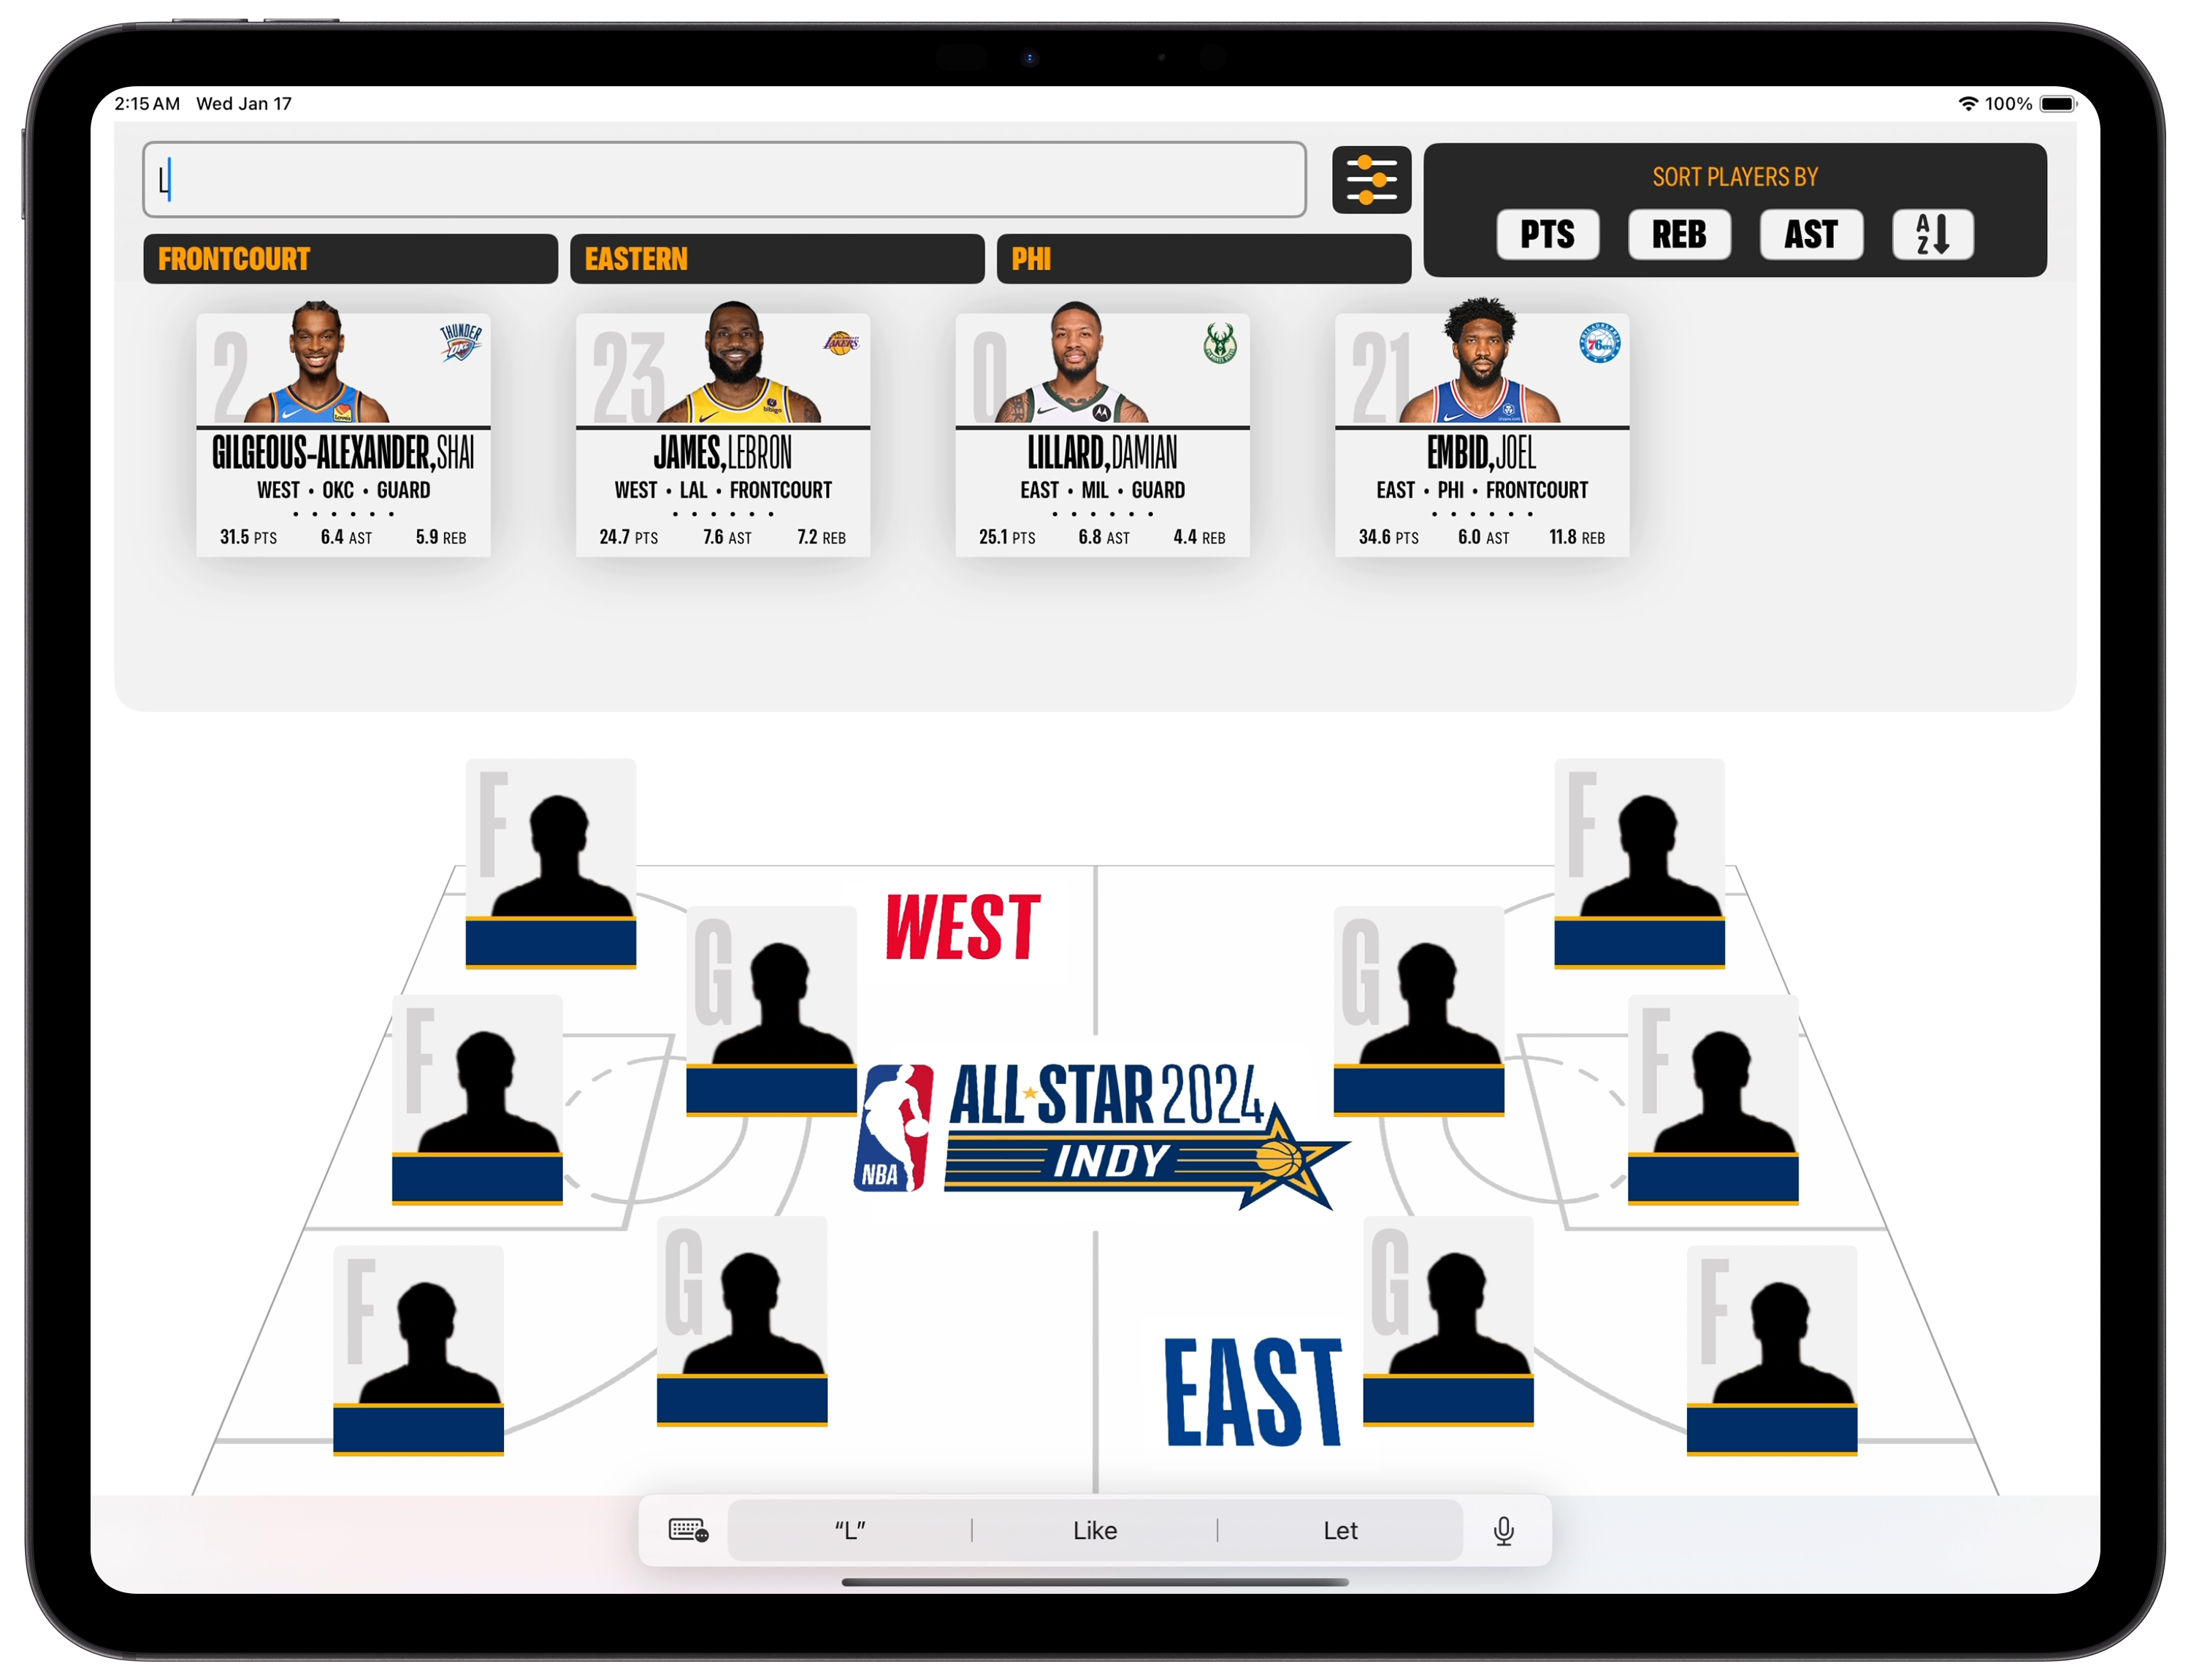 2:15 AM Wed Jan 17
100%
L
SORT PLAYERS BY
PTS REB AST A Z
FRONTCOURT EASTERN PHI
2 THUNDER OKC
23 LAKERS
0
21 76ERS
bibigo
GILGEOUS-ALEXANDER,SHAI
JAMES,LEBRON
LILLARD,DAMIAN
EMBID,JOEL
WEST • OKC • GUARD
WEST • LAL • FRONTCOURT
EAST • MIL • GUARD
EAST • PHI • FRONTCOURT
31.5 PTS 6.4 AST 5.9 REB
24.7 PTS 7.6 AST 7.2 REB
25.1 PTS 6.8 AST 4.4 REB
34.6 PTS 6.0 AST 11.8 REB
F F
WEST
G G
F F
ALL STAR 2024
INDY
NBA
G G
F F
EAST
“L” Like Let